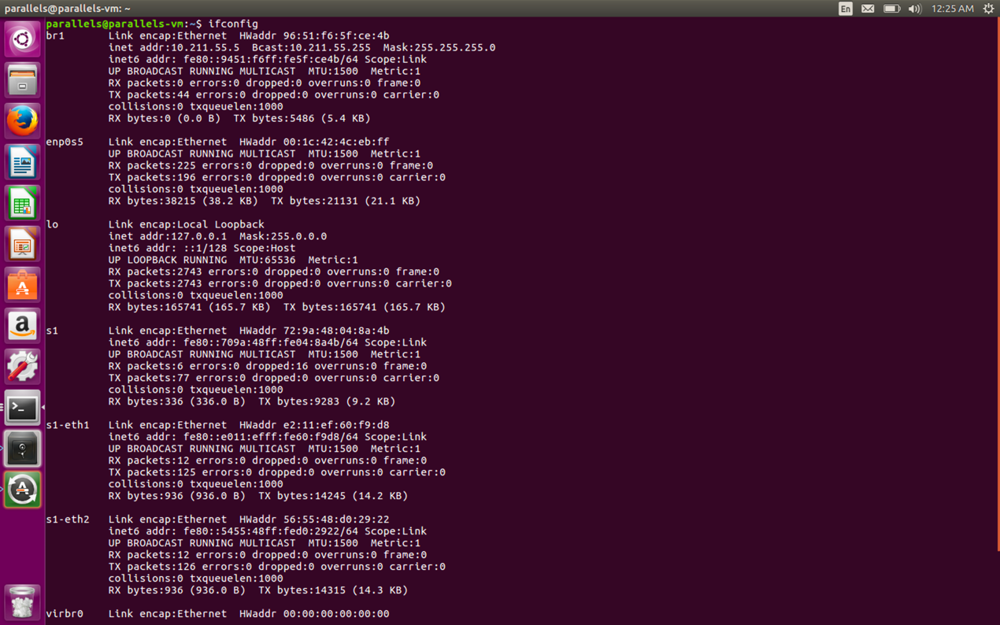 parallels@parallels-vm: ~
En
12:25 AM
parallels@parallels-vm:~$ ifconfig
br1 Link encap:Ethernet HWaddr 96:51:f6:5f:ce:4b
inet addr:10.211.55.5 Bcast:10.211.55.255 Mask:255.255.255.0
inet6 addr: fe80::9451:f6ff:fe5f:ce4b/64 Scope:Link
UP BROADCAST RUNNING MULTICAST MTU:1500 Metric:1
RX packets:0 errors:0 dropped:0 overruns:0 frame:0
TX packets:44 errors:0 dropped:0 overruns:0 carrier:0
collisions:0 txqueuelen:1000
RX bytes:0 (0.0 B) TX bytes:5486 (5.4 KB)
enp0s5 Link encap:Ethernet HWaddr 00:1c:42:4c:eb:ff
UP BROADCAST RUNNING MULTICAST MTU:1500 Metric:1
RX packets:225 errors:0 dropped:0 overruns:0 frame:0
TX packets:196 errors:0 dropped:0 overruns:0 carrier:0
collisions:0 txqueuelen:1000
RX bytes:38215 (38.2 KB) TX bytes:21131 (21.1 KB)
lo Link encap:Local Loopback
inet addr:127.0.0.1 Mask:255.0.0.0
inet6 addr: ::1/128 Scope:Host
UP LOOPBACK RUNNING MTU:65536 Metric:1
RX packets:2743 errors:0 dropped:0 overruns:0 frame:0
TX packets:2743 errors:0 dropped:0 overruns:0 carrier:0
collisions:0 txqueuelen:1000
RX bytes:165741 (165.7 KB) TX bytes:165741 (165.7 KB)
s1 Link encap:Ethernet HWaddr 72:9a:48:04:8a:4b
inet6 addr: fe80::709a:48ff:fe04:8a4b/64 Scope:Link
UP BROADCAST RUNNING MULTICAST MTU:1500 Metric:1
RX packets:6 errors:0 dropped:16 overruns:0 frame:0
TX packets:77 errors:0 dropped:0 overruns:0 carrier:0
collisions:0 txqueuelen:1000
RX bytes:336 (336.0 B) TX bytes:9283 (9.2 KB)
s1-eth1 Link encap:Ethernet HWaddr e2:11:ef:60:f9:d8
inet6 addr: fe80::e011:efff:fe60:f9d8/64 Scope:Link
UP BROADCAST RUNNING MULTICAST MTU:1500 Metric:1
RX packets:12 errors:0 dropped:0 overruns:0 frame:0
TX packets:125 errors:0 dropped:0 overruns:0 carrier:0
collisions:0 txqueuelen:1000
RX bytes:936 (936.0 B) TX bytes:14245 (14.2 KB)
s1-eth2 Link encap:Ethernet HWaddr 56:55:48:d0:29:22
inet6 addr: fe80::5455:48ff:fed0:2922/64 Scope:Link
UP BROADCAST RUNNING MULTICAST MTU:1500 Metric:1
RX packets:12 errors:0 dropped:0 overruns:0 frame:0
TX packets:126 errors:0 dropped:0 overruns:0 carrier:0
collisions:0 txqueuelen:1000
RX bytes:936 (936.0 B) TX bytes:14315 (14.3 KB)
virbr0 Link encap:Ethernet HWaddr 00:00:00:00:00:00